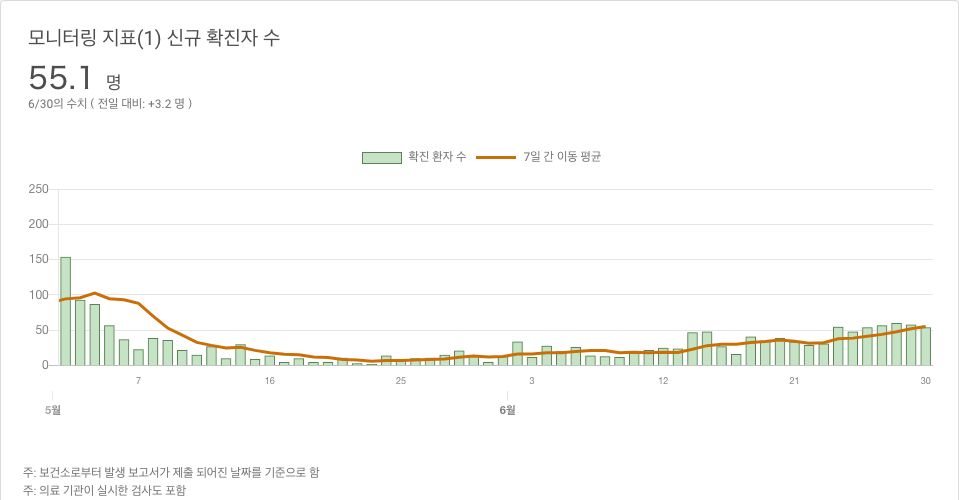 모니터링 지표(1) 신규 확진자 수
55.1 명
6/30의 수치 ( 전일 대비: +3.2 명 )
확진 환자 수 7일 간 이동 평균
250
200
150
100
50
0
7 16 25 3 12 21 30
5월 6월
주: 보건소로부터 발생 보고서가 제출 되어진 날짜를 기준으로 함
주: 의료 기관이 실시한 검사도 포함